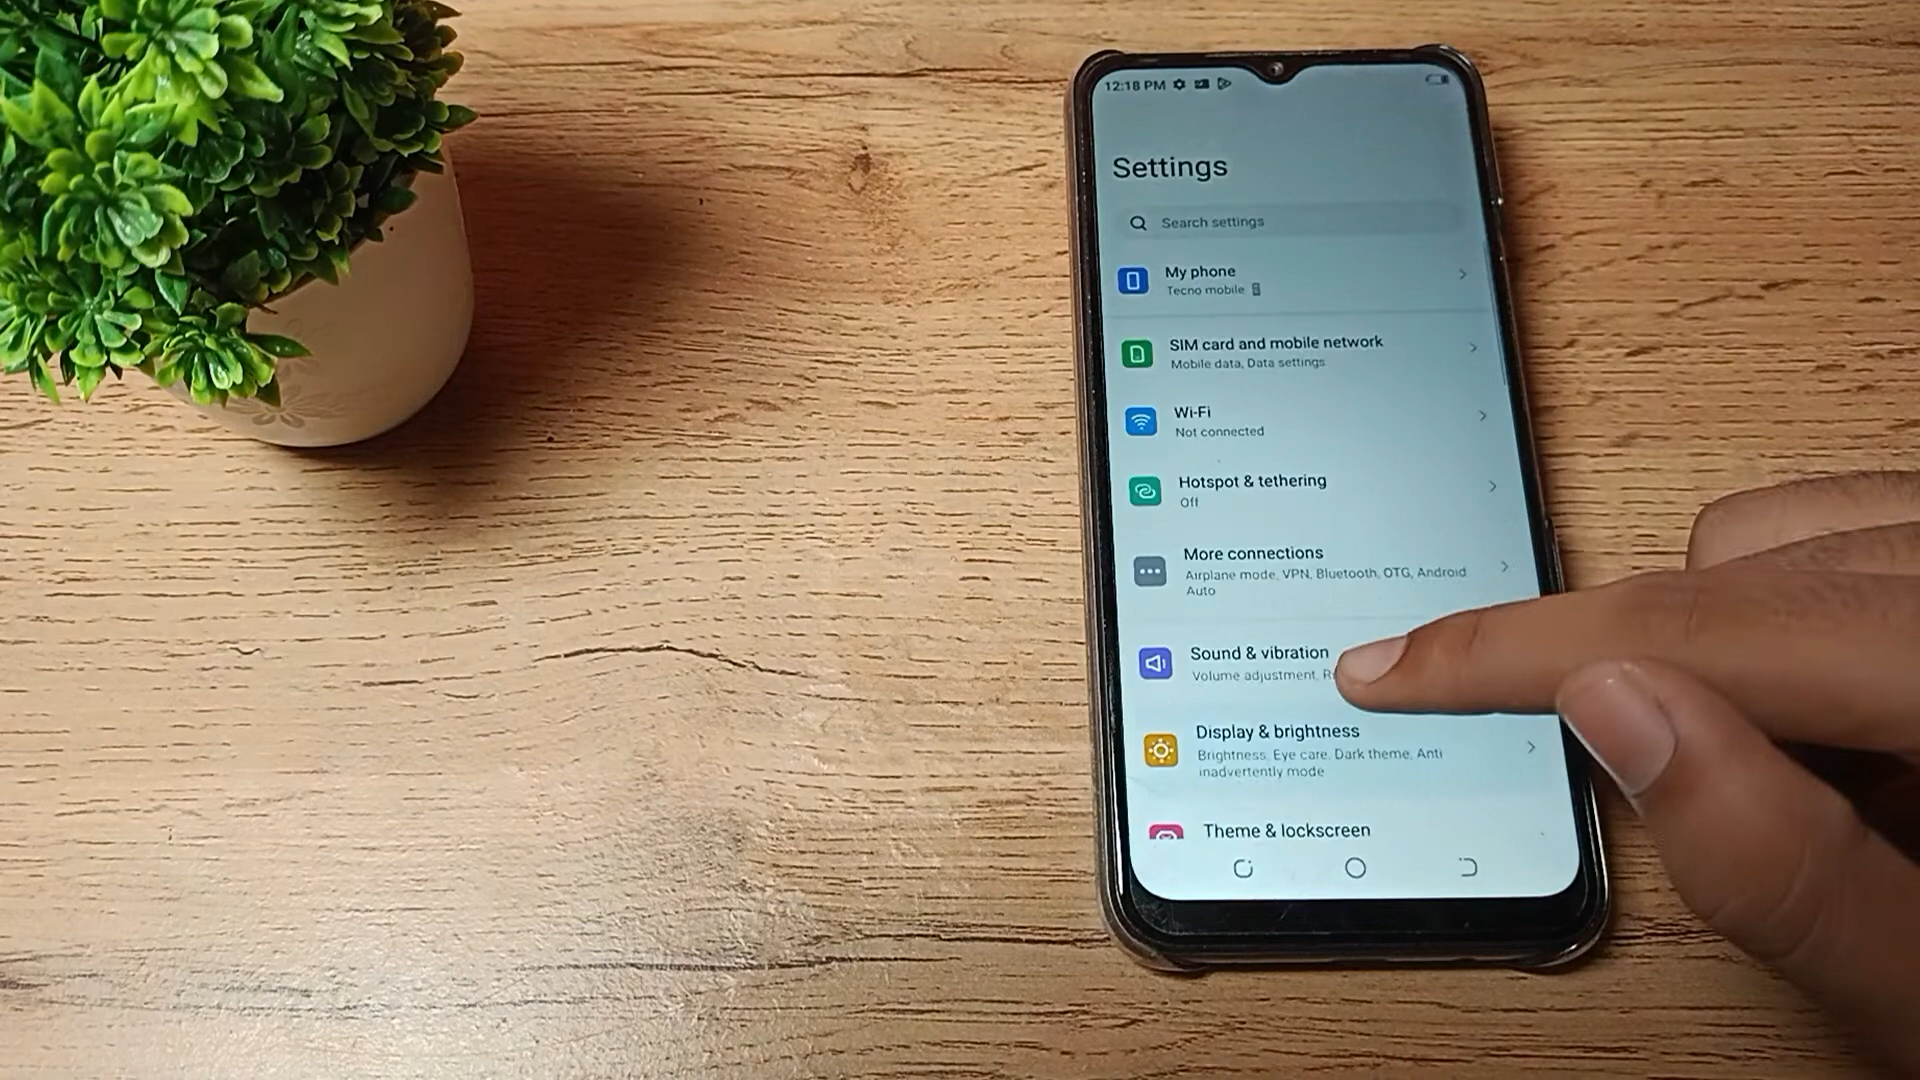 12:18 PM
Settings
Search settings
My phone
Tecno mobile
SIM card and mobile network
Mobile data, Data settings
Wi-Fi
Not connected
Hotspot & tethering
Off
More connections
Airplane mode, VPN, Bluetooth, OTG, Android
Auto
Sound & vibration
Volume adjustment,
Display & brightness
Brightness, Eye care, Dark theme, Anti
inadvertently mode
Theme & lockscreen